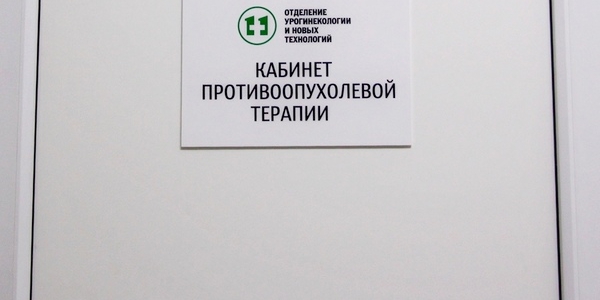 ОТДЕЛЕНИЕ
УРОГИНЕКОЛОГИИ
И НОВЫХ
ТЕХНОЛОГИЙ
КАБИНЕТ
ПРОТИВООПУХОЛЕВОЙ
ТЕРАПИИ